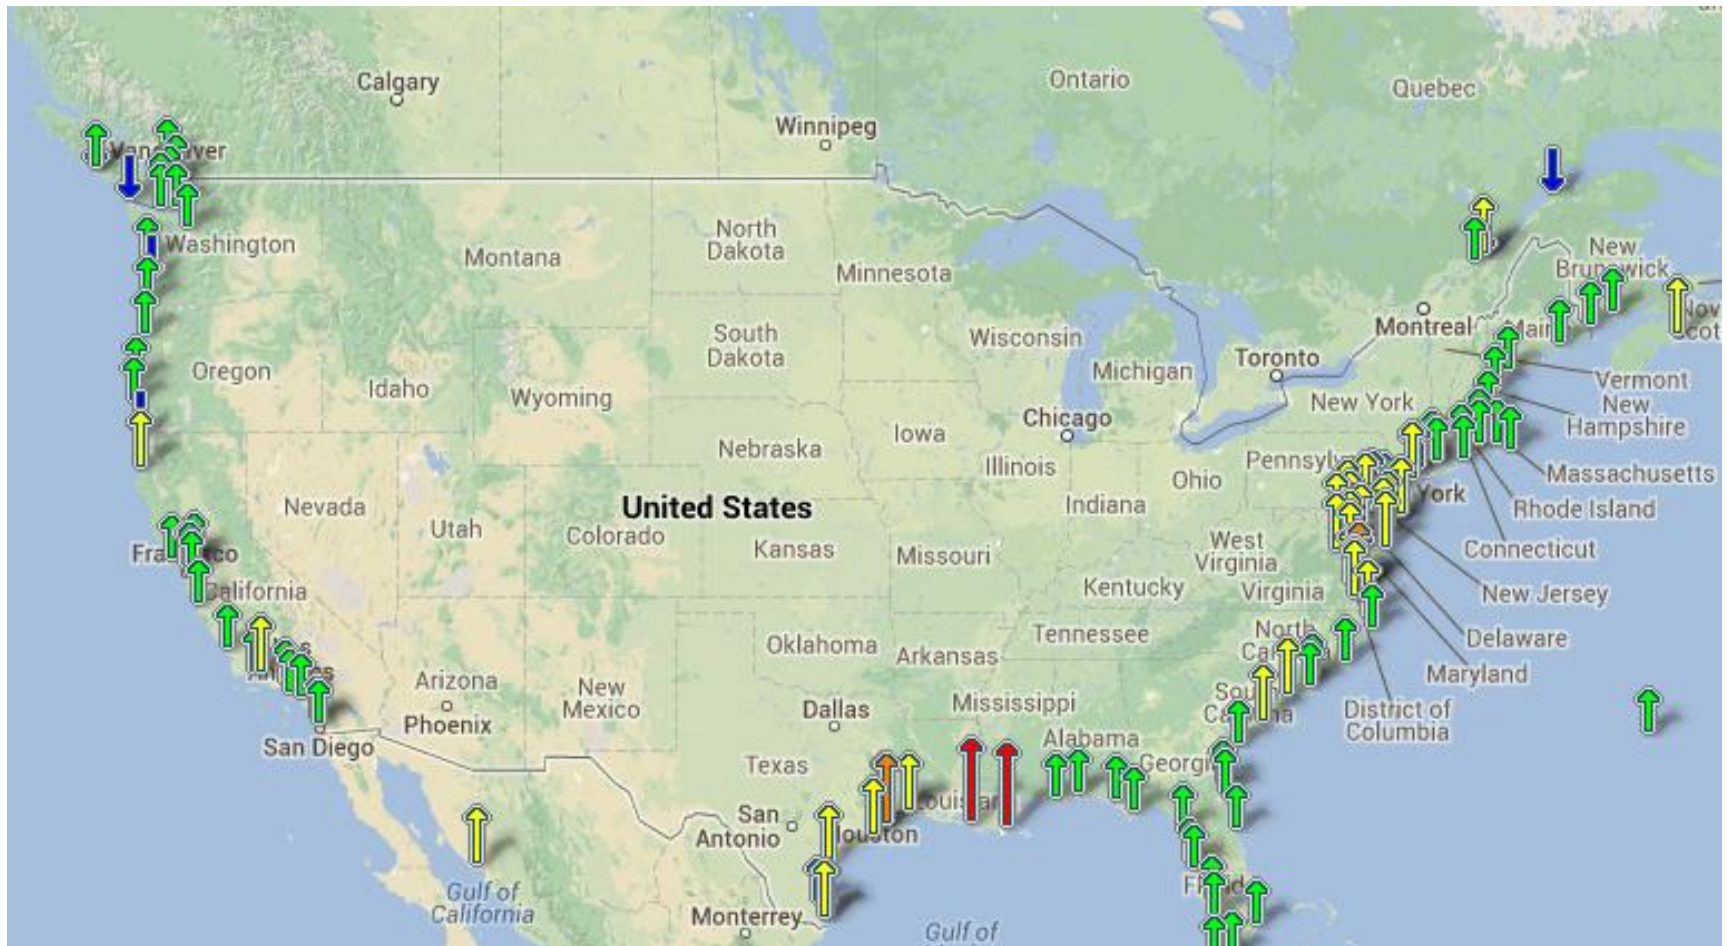 Calgary
Ontario
Quebec
Winnipeg
Washington
North
Dakota
Montana
Minnesota
New
Brunswick
South
Dakota
Wisconsin
Montreal
Toronto
Michigan
Oregon
Idaho
Wyoming
Vermont
New
Hampshire
New York
Chicago
Iowa
Nebraska
Illinois
Ohio
Massachusetts
York
Rhode Island
United States
Nevada
Utah
Colorado
Kansas
Missouri
Indiana
West
Virginia
Connecticut
California
Kentucky
Virginia
New Jersey
Oklahoma
Arkansas
Tennessee
North
Delaware
Maryland
Arizona
New
Mexico
Phoenix
Dallas
Mississippi
District of
Columbia
San Diego
Texas
Alabama
San
Antonio
Gulf of
California
Monterrey
Gulf of